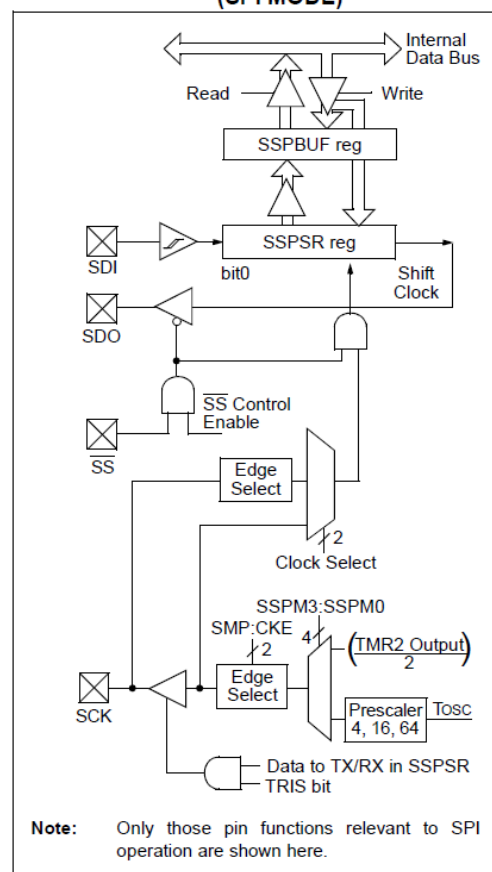 (SPI MODE)
Internal
Data Bus
Read
Write
SSPBUF reg
SSPSR reg
SDI
bit0
Shift
Clock
SDO
SS Control
Enable
SS
Edge
Select
2
Clock Select
SSPM3:SSPM0
SMP:CKE
4
2
(TMR2 Output)
2
Edge
Select
SCK
Prescaler
4, 16, 64
TOSC
Data to TX/RX in SSPSR
TRIS bit
Note: Only those pin functions relevant to SPI
operation are shown here.